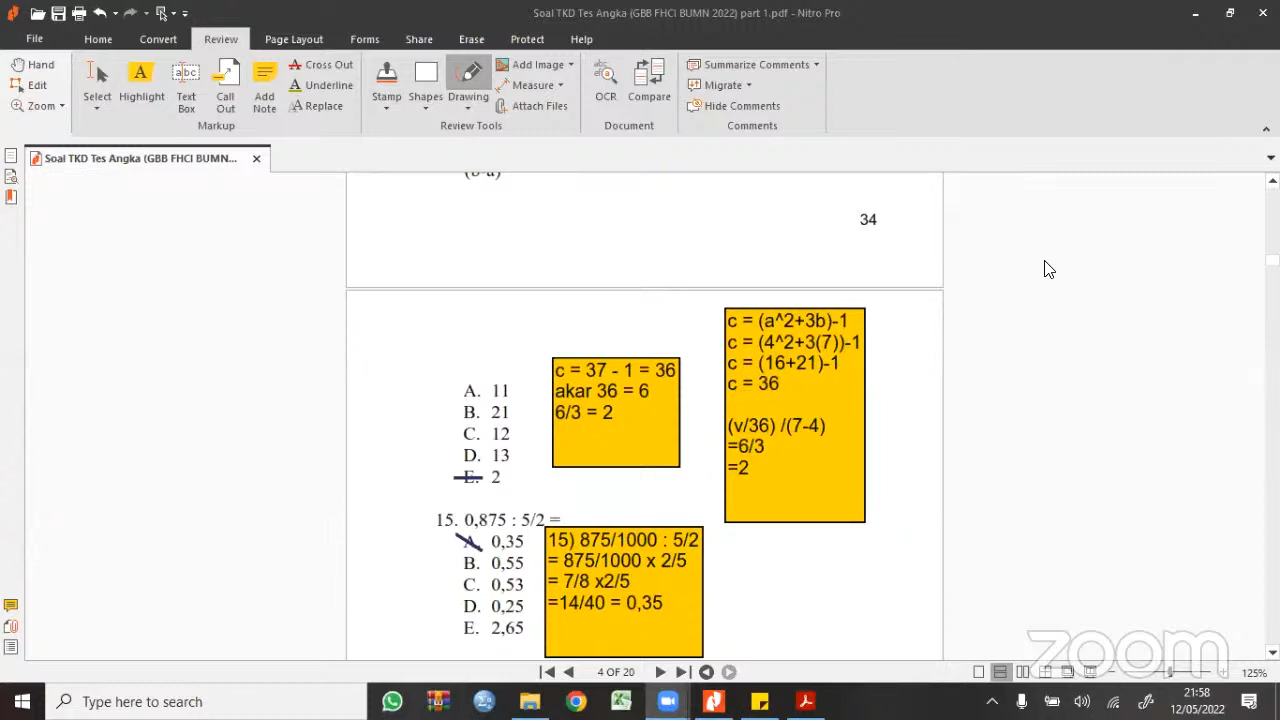 Soal TKD Tes Angka (GBB FHCI BUMN 2022) part 1.pdf - Nitro Pro
File Home Convert Review Page Layout Forms Share Erase Protect Help
Hand
Edit
Zoom
Select
Highlight
Text Box
Call Out
Add Note
Cross Out
Underline
Replace
Markup
Stamp
Shapes
Drawing
Add Image
Measure
Attach Files
Review Tools
OCR
Compare
Document
Summarize Comments
Migrate
Hide Comments
Comments
Soal TKD Tes Angka (GBB FHCI BUMN...
(b-a)
34
A. 11
B. 21
C. 12
D. 13
E. 2
c = 37 - 1 = 36
akar 36 = 6
6/3 = 2
c = (a^2+3b)-1
c = (4^2+3(7))-1
c = (16+21)-1
c = 36
(v/36) /(7-4)
=6/3
=2
15. 0,875 : 5/2 =
A. 0,35
B. 0,55
C. 0,53
D. 0,25
E. 2,65
15) 875/1000 : 5/2
= 875/1000 x 2/5
= 7/8 x2/5
=14/40 = 0,35
zoom
4 OF 20
125%
Type here to search
21:58
12/05/2022